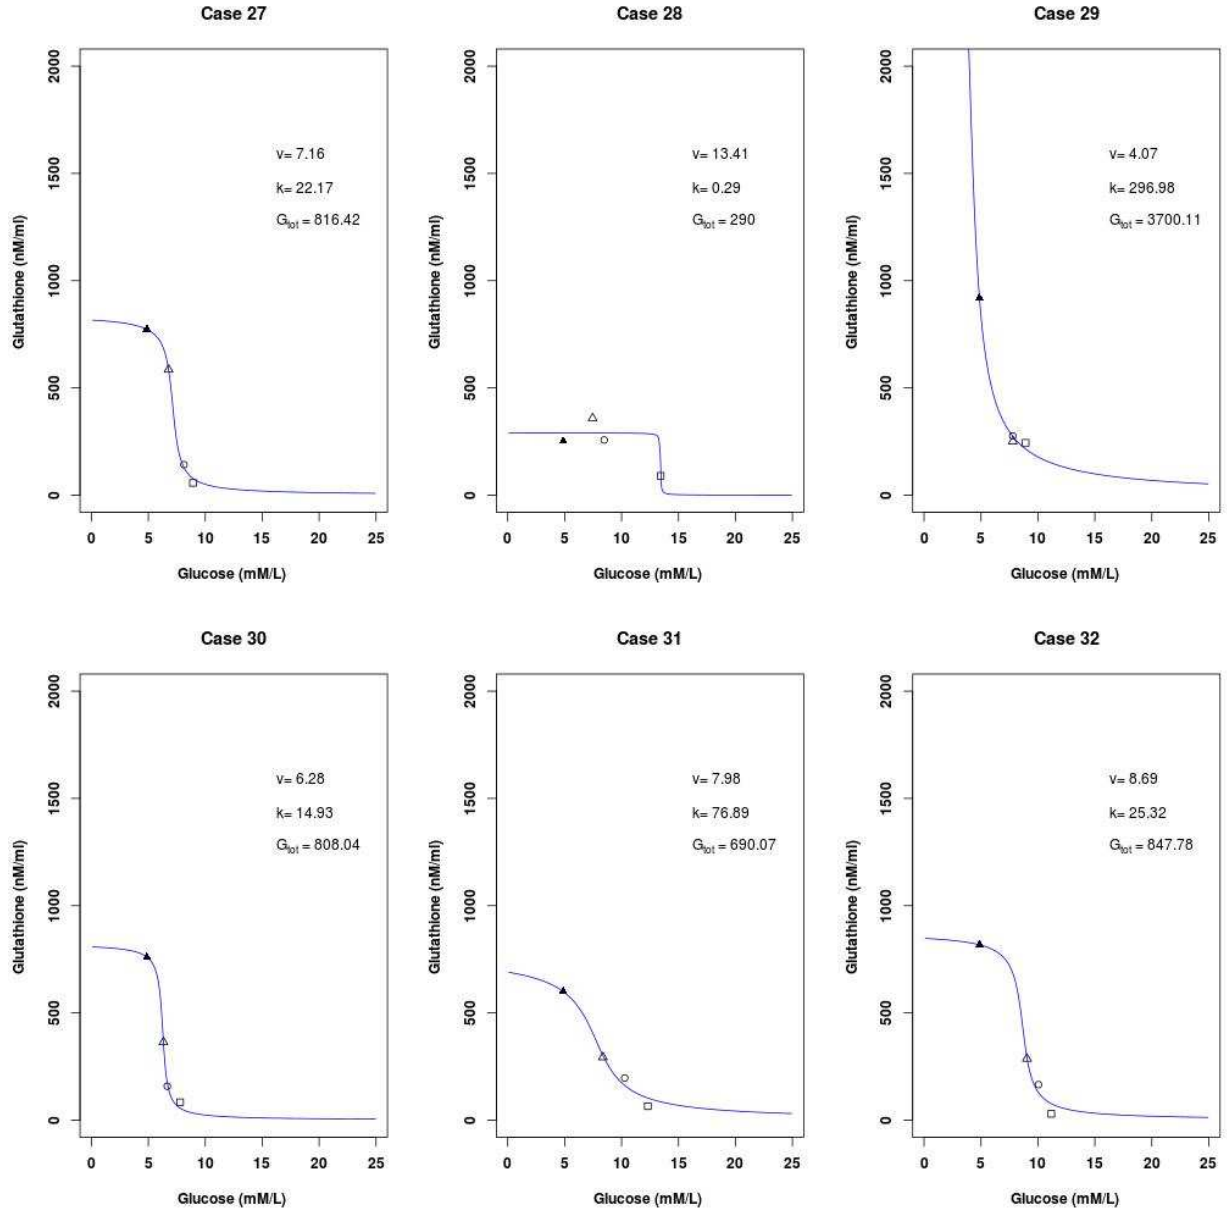 Case 27
Glutathione (nM/ml)
2000
1500
1000
500
0
v= 7.16
k= 22.17
Gtot = 816.42
0 5 10 15 20 25
Glucose (mM/L)
Case 28
Glutathione (nM/ml)
2000
1500
1000
500
0
v= 13.41
k= 0.29
Gtot = 290
0 5 10 15 20 25
Glucose (mM/L)
Case 29
Glutathione (nM/ml)
2000
1500
1000
500
0
v= 4.07
k= 296.98
Gtot = 3700.11
0 5 10 15 20 25
Glucose (mM/L)
Case 30
Glutathione (nM/ml)
2000
1500
1000
500
0
v= 6.28
k= 14.93
Gtot = 808.04
0 5 10 15 20 25
Glucose (mM/L)
Case 31
Glutathione (nM/ml)
2000
1500
1000
500
0
v= 7.98
k= 76.89
Gtot = 690.07
0 5 10 15 20 25
Glucose (mM/L)
Case 32
Glutathione (nM/ml)
2000
1500
1000
500
0
v= 8.69
k= 25.32
Gtot = 847.78
0 5 10 15 20 25
Glucose (mM/L)